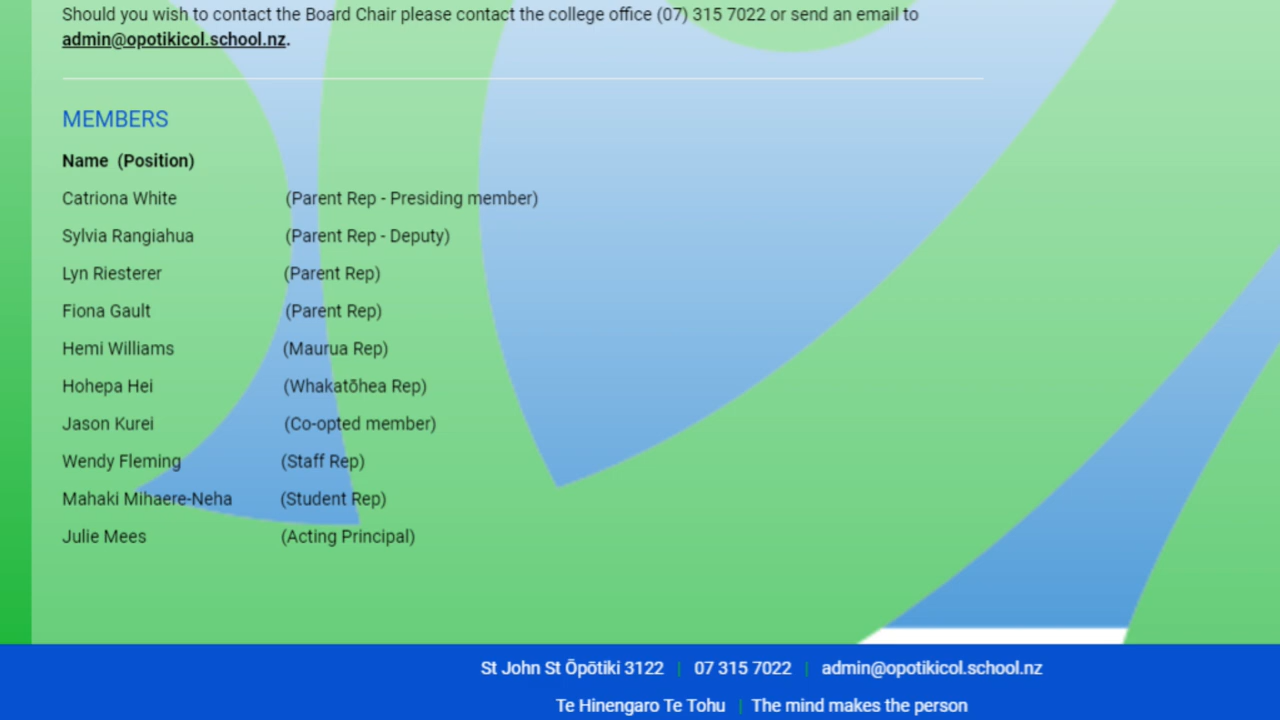 Should you wish to contact the Board Chair please contact the college office (07) 315 7022 or send an email to
admin@opotikicol.school.nz.
MEMBERS
Name (Position)
Catriona White (Parent Rep - Presiding member)
Sylvia Rangiahua (Parent Rep - Deputy)
Lyn Riesterer (Parent Rep)
Fiona Gault (Parent Rep)
Hemi Williams (Maurua Rep)
Hohepa Hei (Whakatōhea Rep)
Jason Kurei (Co-opted member)
Wendy Fleming (Staff Rep)
Mahaki Mihaere-Neha (Student Rep)
Julie Mees (Acting Principal)
St John St Ōpōtiki 3122 | 07 315 7022 | admin@opotikicol.school.nz
Te Hinengaro Te Tohu | The mind makes the person